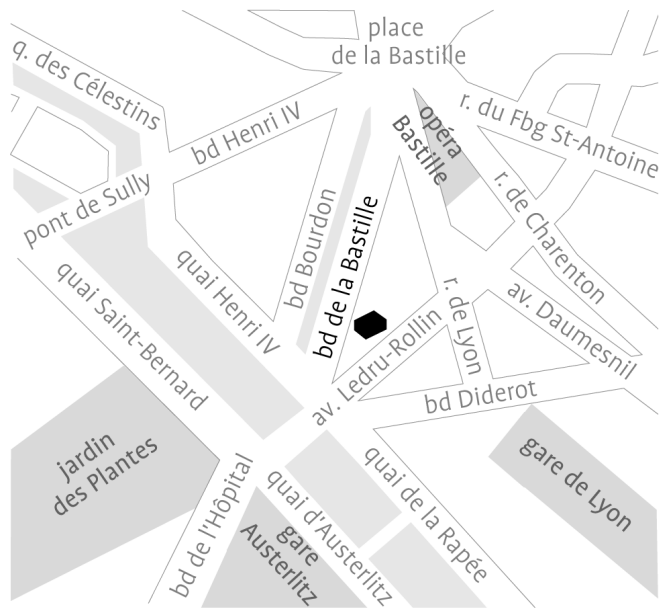 place
de la Bastille
q. des Célestins
bd Henri IV
opéra
Bastille
r. du Fbg St-Antoine
pont de Sully
bd Bourdon
bd de la Bastille
r. de Charenton
quai Saint-Bernard
quai Henri IV
r. de Lyon
av. Daumesnil
av. Ledru-Rollin
bd Diderot
jardin
des Plantes
bd de l'Hôpital
quai d'Austerlitz
gare
Austerlitz
quai de la Rapée
gare de Lyon